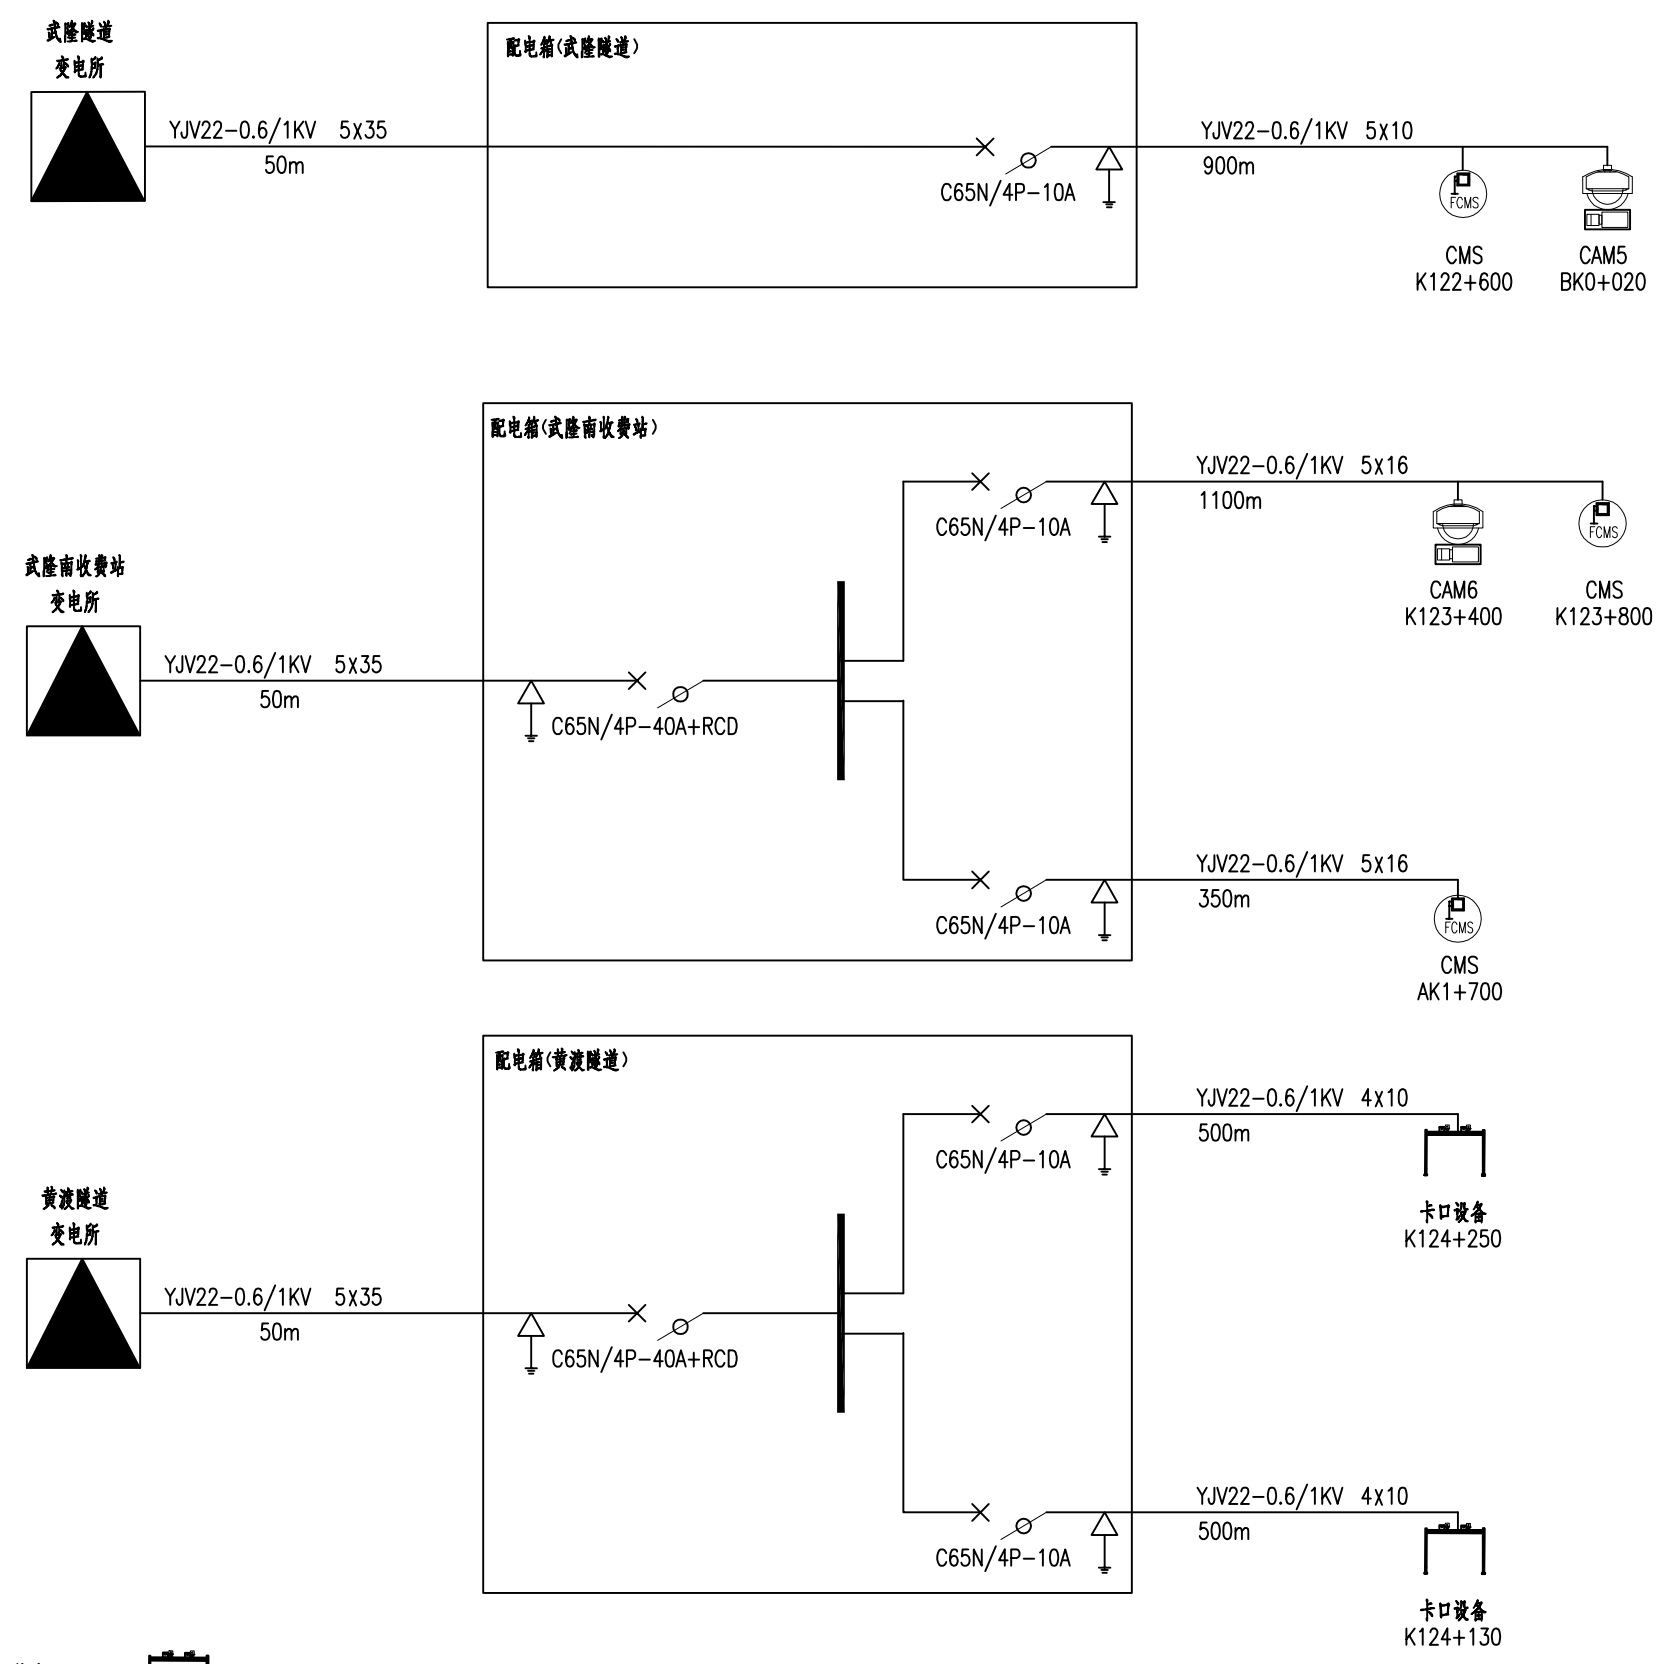 武隆隧道
变电所
YJV22-0.6/1KV 5X35
50m
配电箱(武隆隧道)
C65N/4P-10A
YJV22-0.6/1KV 5X10
900m
FCMS
CMS
K122+600
CAM5
BK0+020
武隆南收费站
变电所
YJV22-0.6/1KV 5X35
50m
配电箱(武隆南收费站)
C65N/4P-40A+RCD
C65N/4P-10A
YJV22-0.6/1KV 5X16
1100m
CAM6
K123+400
FCMS
CMS
K123+800
C65N/4P-10A
YJV22-0.6/1KV 5X16
350m
FCMS
CMS
AK1+700
黄渡隧道
变电所
YJV22-0.6/1KV 5X35
50m
配电箱(黄渡隧道)
C65N/4P-40A+RCD
C65N/4P-10A
YJV22-0.6/1KV 4X10
500m
卡口设备
K124+250
C65N/4P-10A
YJV22-0.6/1KV 4X10
500m
卡口设备
K124+130